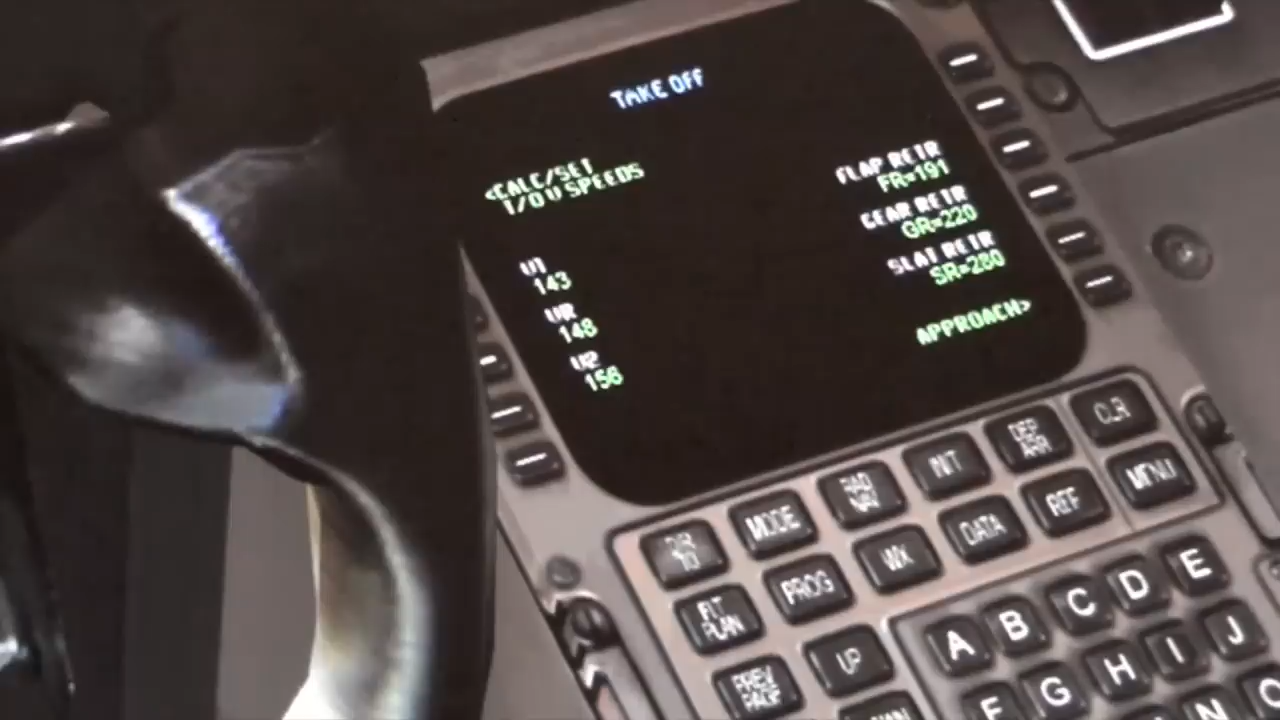 TAKE OFF
<CALC/SET
T/O V SPEEDS
V1
143
VR
148
V2
156
FLAP RETR
FR=191
GEAR RETR
GR=220
SLAT RETR
SR=280
APPROACH>
DIR TO
MODE
RAD NAV
INIT
DEP ARR
CLR
FLT PLAN
PROG
WX
DATA
REF
MENU
PREV PAGE
UP
A B C D E
F G H I J
N O